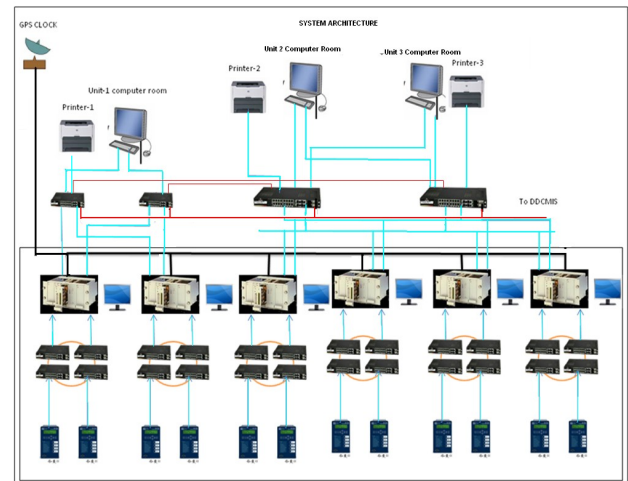 SYSTEM ARCHITECTURE
GPS CLOCK
Unit 2 Computer Room
Unit 3 Computer Room
Printer-2
Printer-3
Unit-1 computer room
Printer-1
To DDCMIS